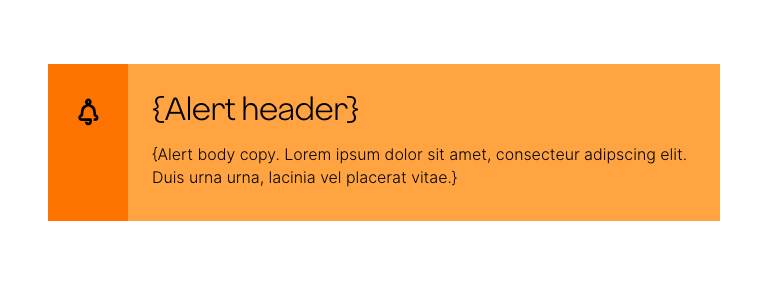 {Alert header}
{Alert body copy. Lorem ipsum dolor sit amet, consecteur adipscing elit.
Duis urna urna, lacinia vel placerat vitae.}